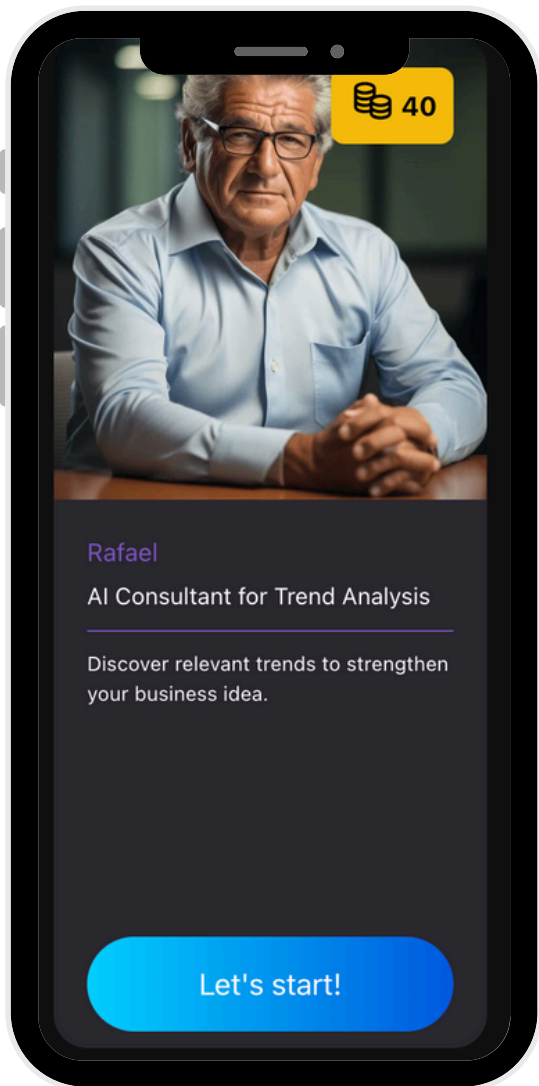 40
Rafael
AI Consultant for Trend Analysis
Discover relevant trends to strengthen
your business idea.
Let's start!